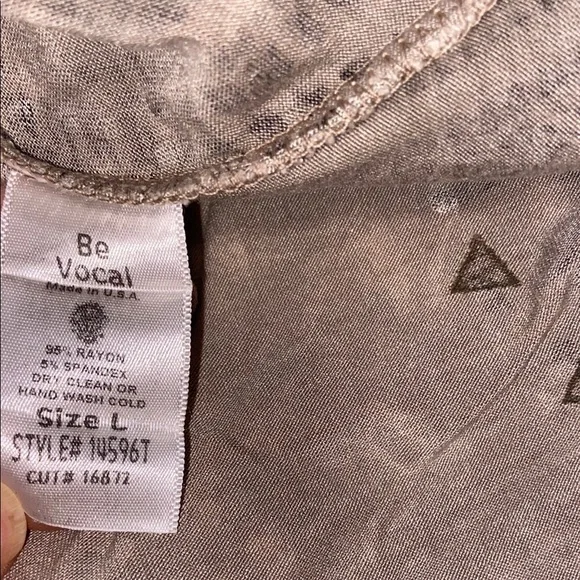 Be
Vocal
Made in U.S.A.
95% RAYON
5% SPANDEX
DRY CLEAN OR
HAND WASH COLD
Size L
STYLE# 14596T
CUT# 16872